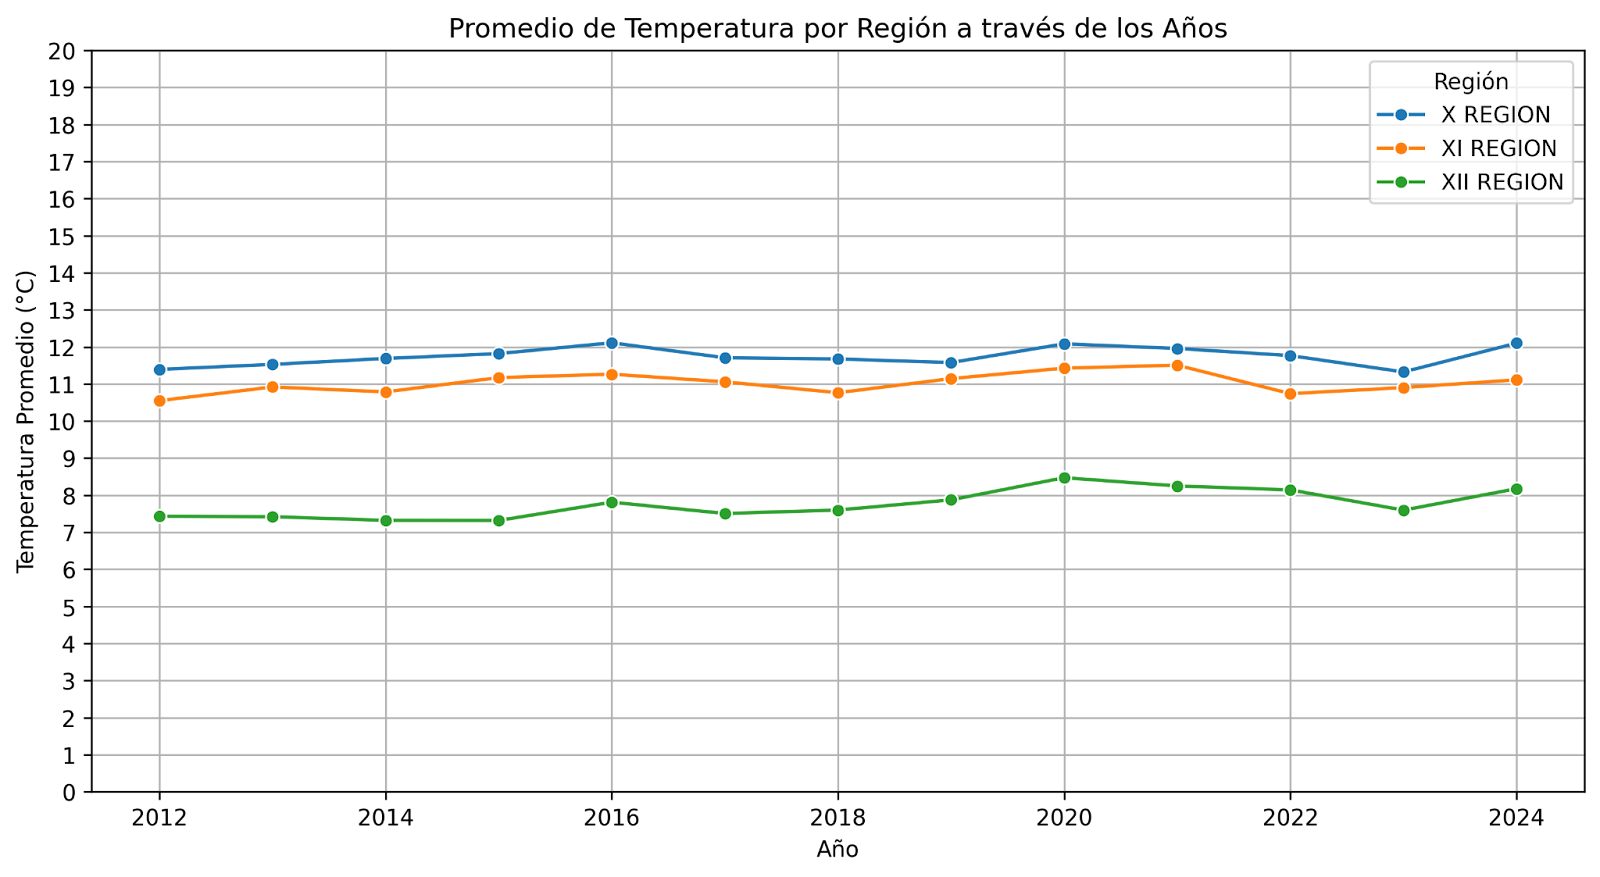 Promedio de Temperatura por Región a través de los Años
Región
X REGION
XI REGION
XII REGION
Temperatura Promedio (°C)
20
19
18
17
16
15
14
13
12
11
10
9
8
7
6
5
4
3
2
1
0
2012 2014 2016 2018 2020 2022 2024
Año